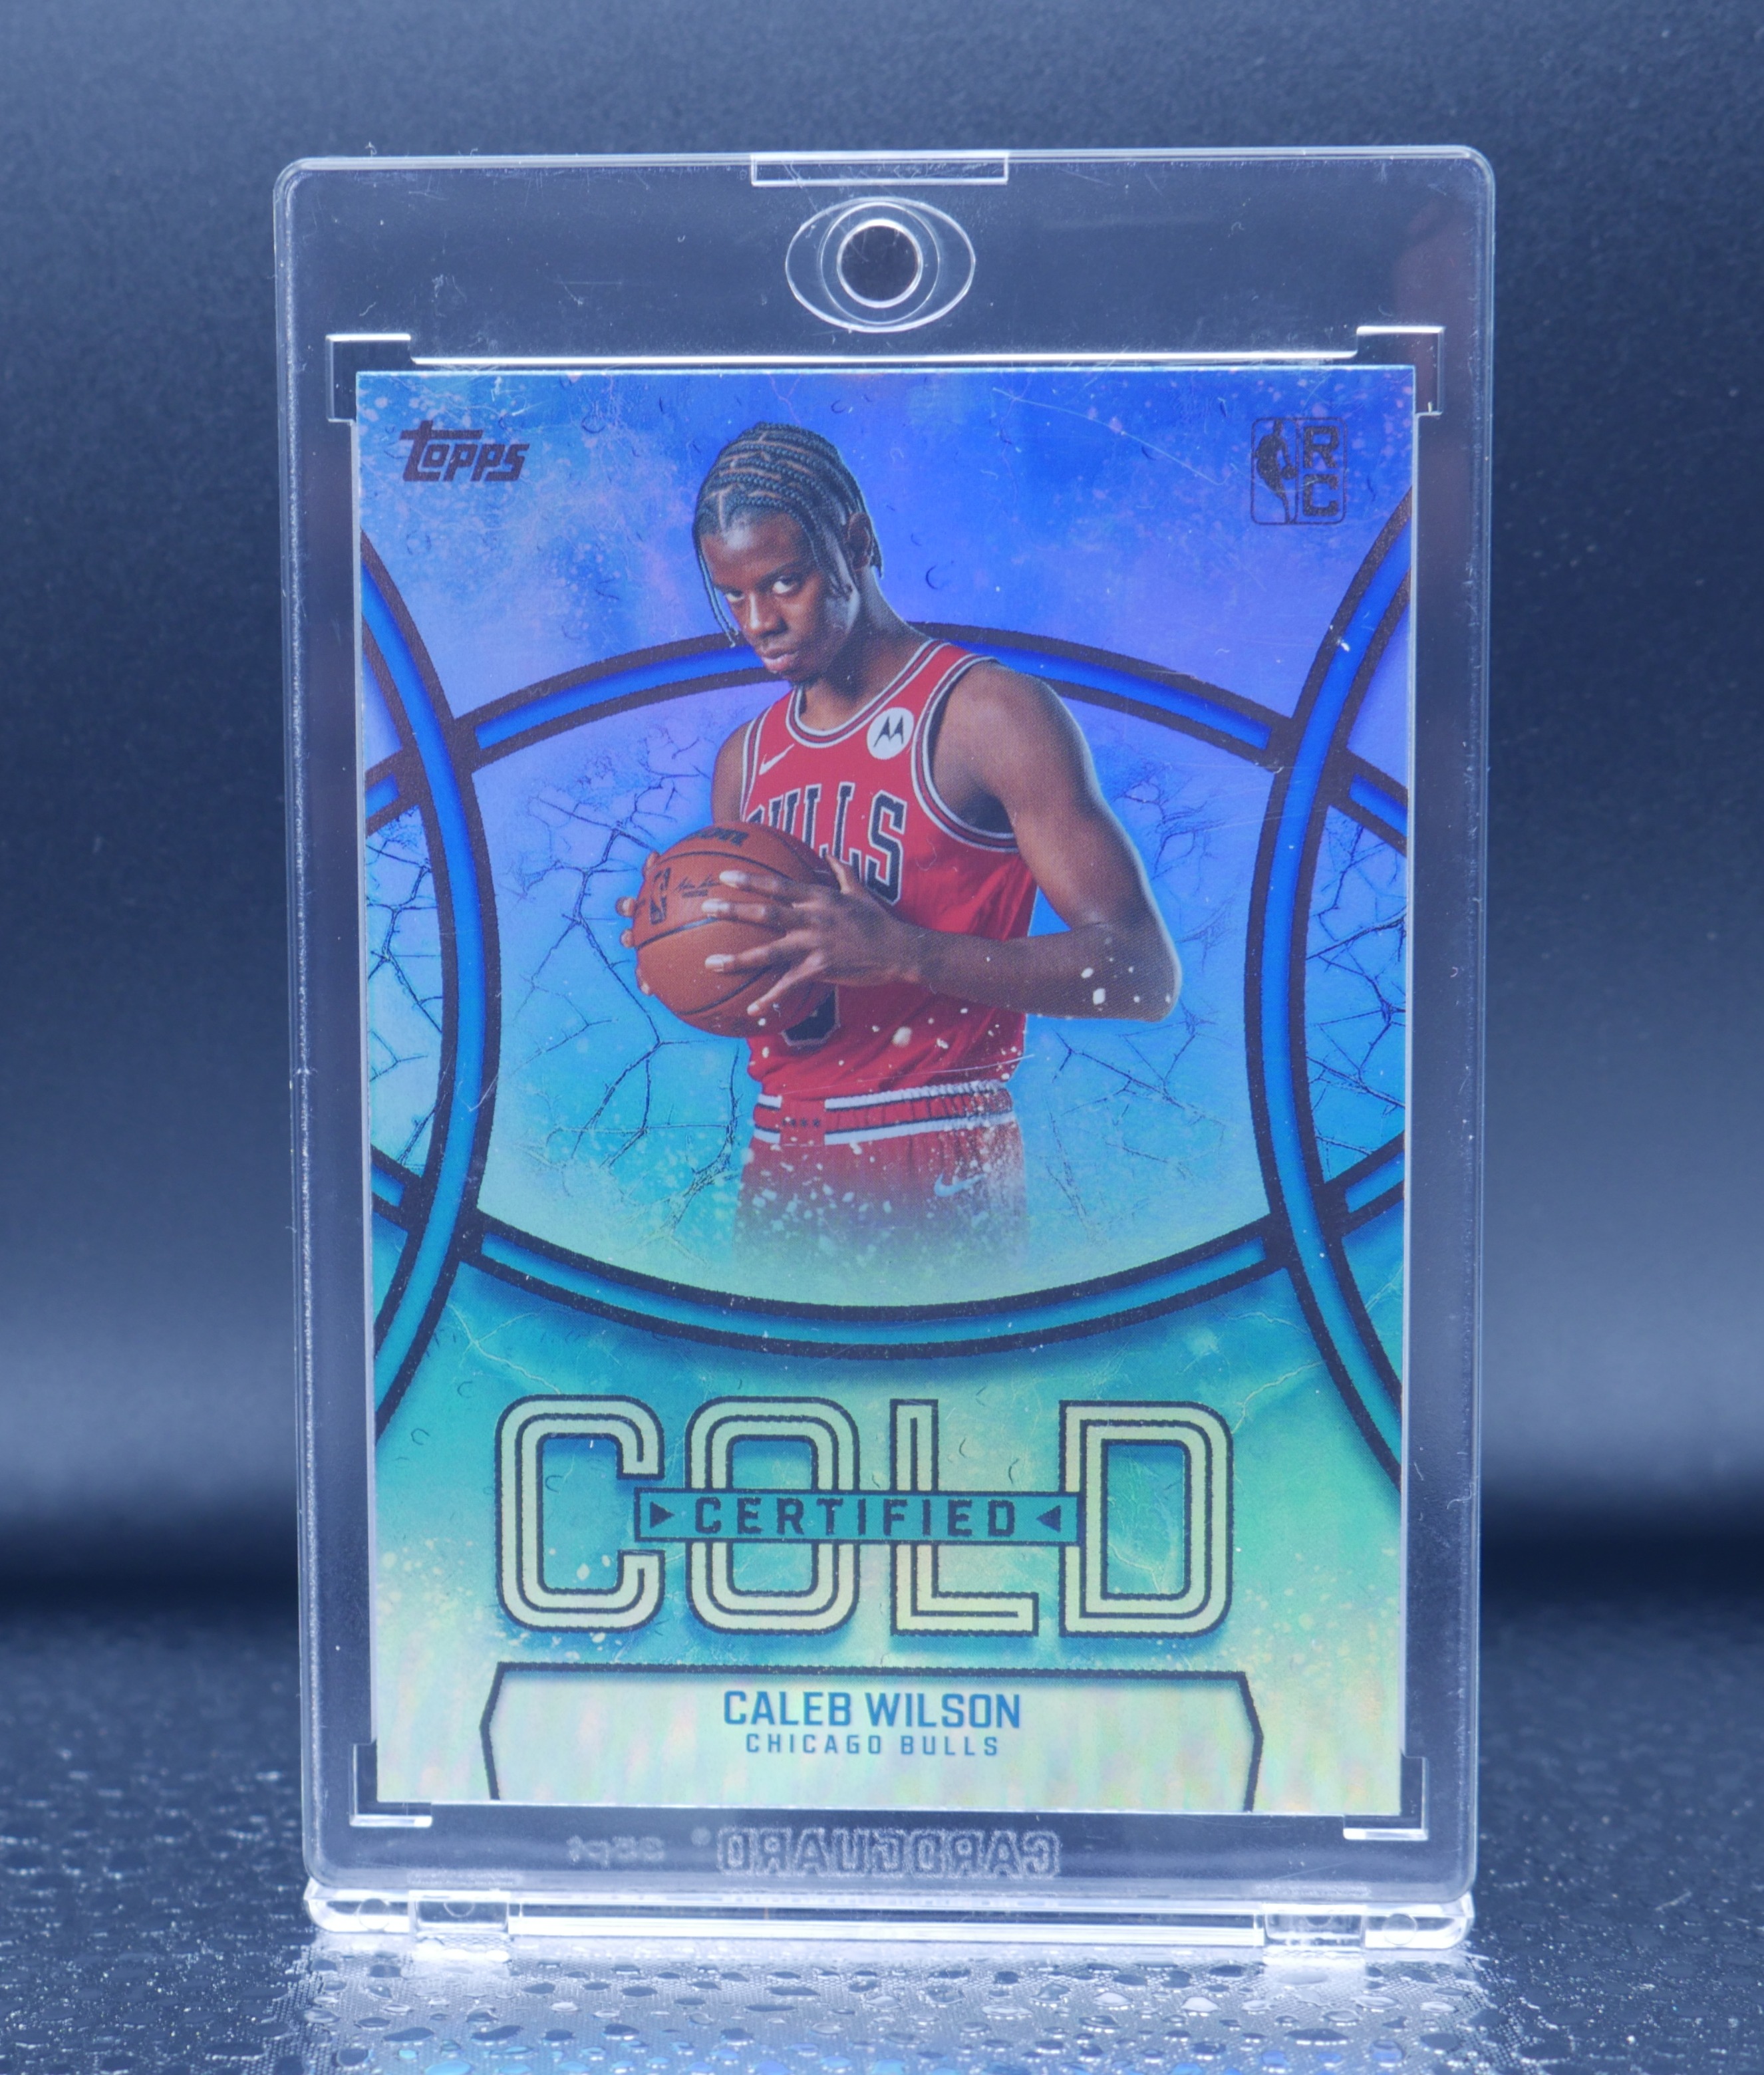 topps
RC
BULLS
CERTIFIED
COLD
CALEB WILSON
CHICAGO BULLS
CARDGUARD